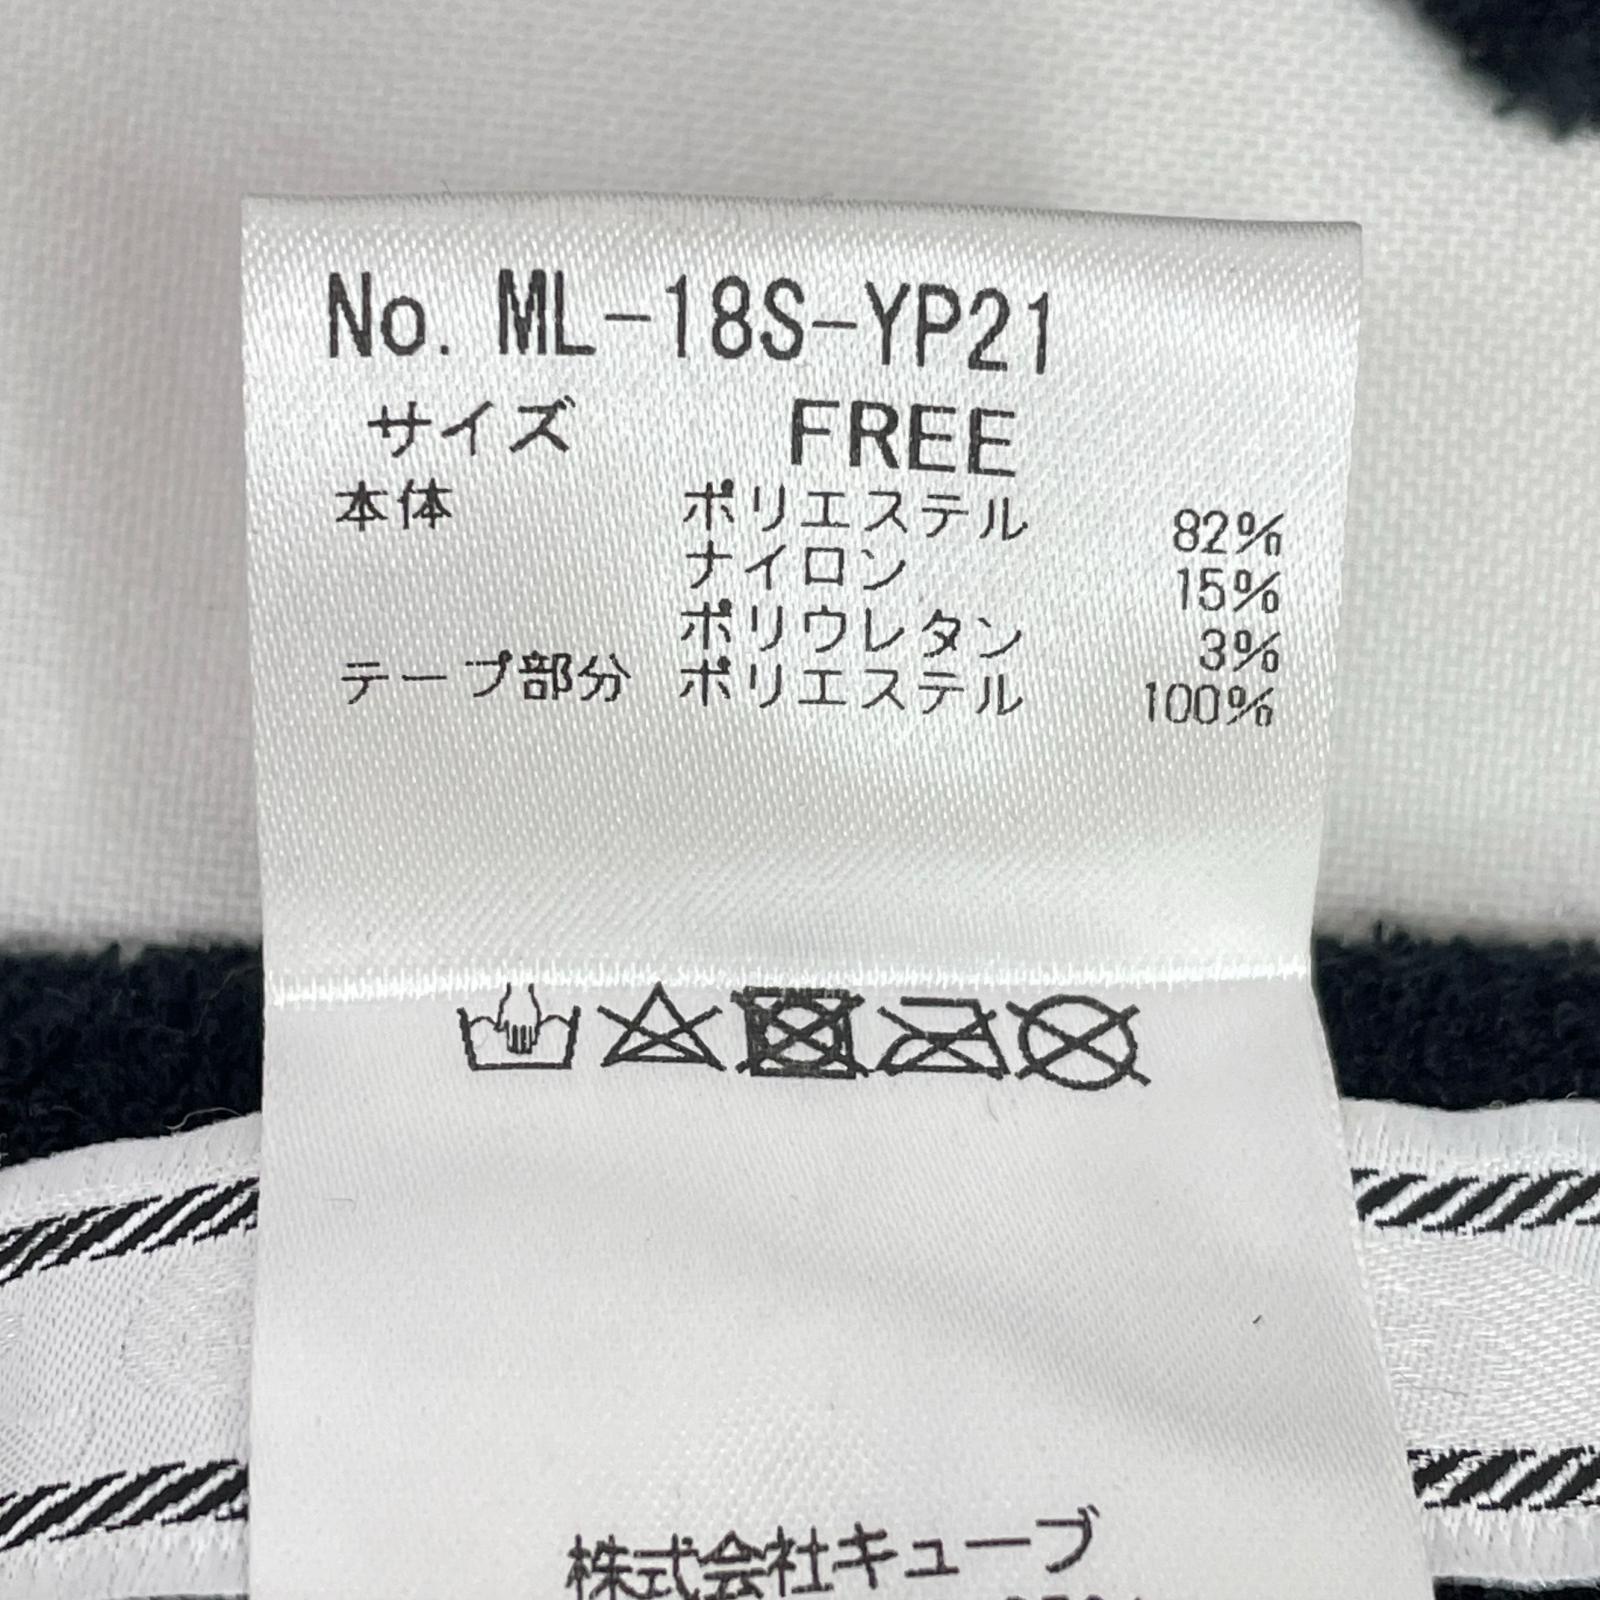 No. ML-18S-YP21
サイズ FREE
本体 ポリエステル 82%
ナイロン 15%
ポリウレタン 3%
テープ部分 ポリエステル 100%
株式会社キューブ